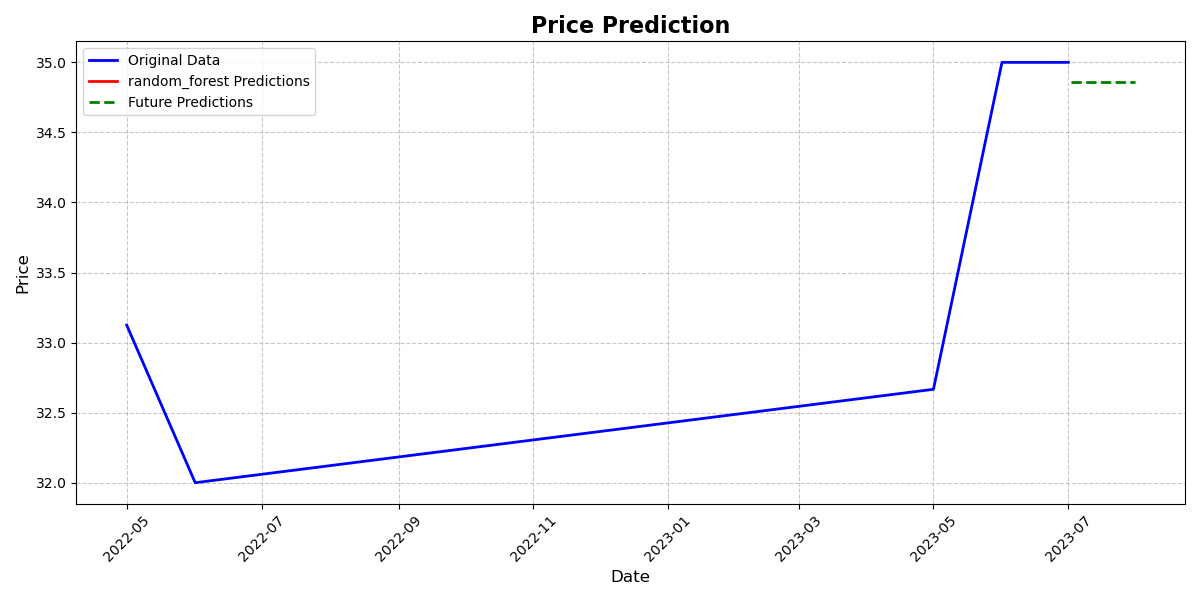 Price Prediction
Original Data
random_forest Predictions
Future Predictions
Price
35.0
34.5
34.0
33.5
33.0
32.5
32.0
2022-05
2022-07
2022-09
2022-11
2023-01
2023-03
2023-05
2023-07
Date